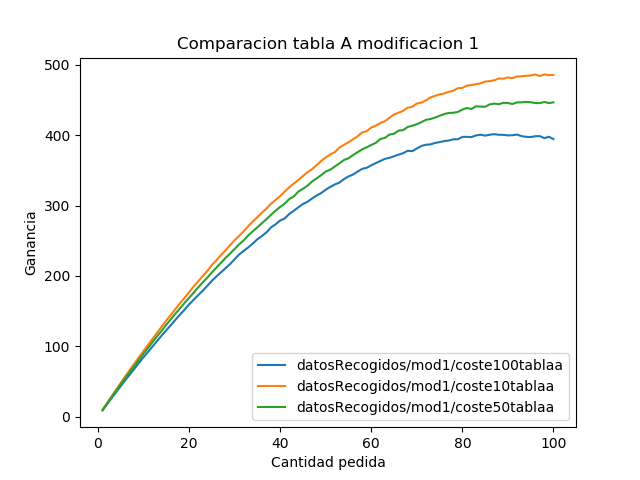 Comparacion tabla A modificacion 1
500
400
300
200
100
0
Ganancia
0 20 40 60 80 100
Cantidad pedida
datosRecogidos/mod1/coste100tablaa
datosRecogidos/mod1/coste10tablaa
datosRecogidos/mod1/coste50tablaa